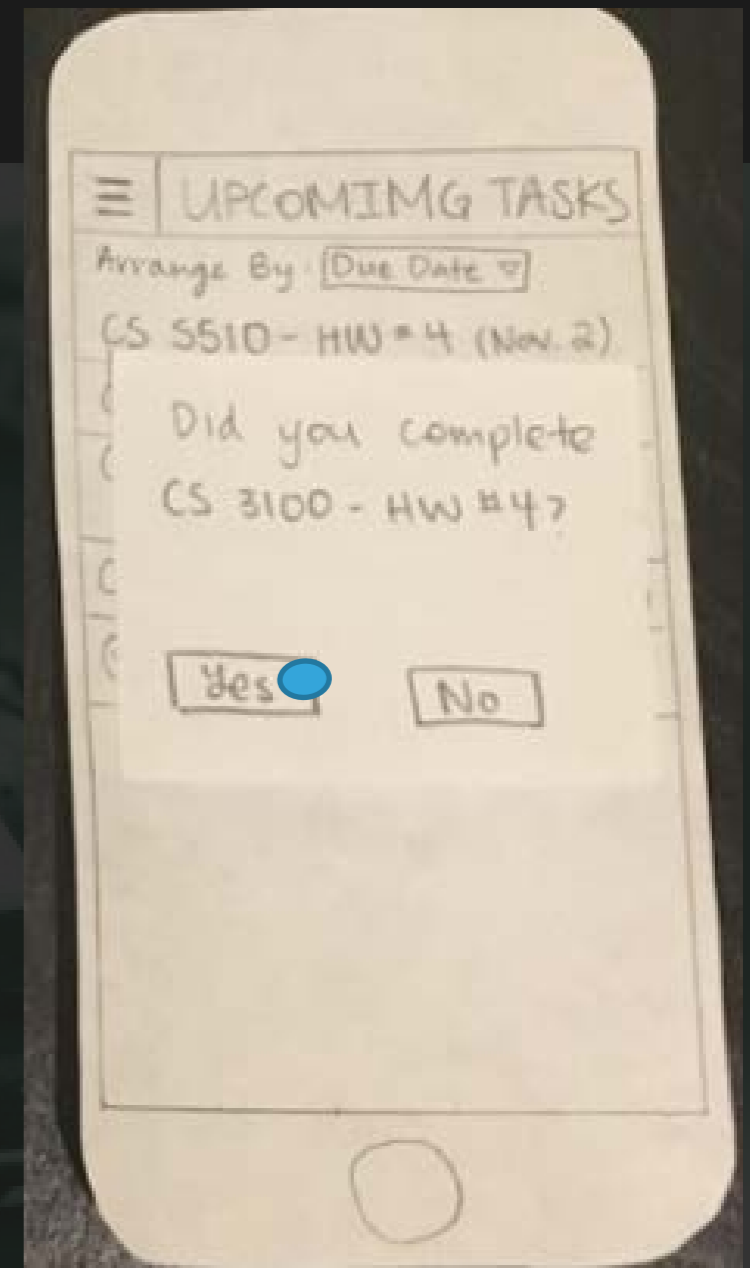 UPCOMIMG TASKS
Arrange By: Due Date
CS 5510 - HW #4 (Nov. 2)
Did you complete
CS 3100 - HW #4?
Yes
No